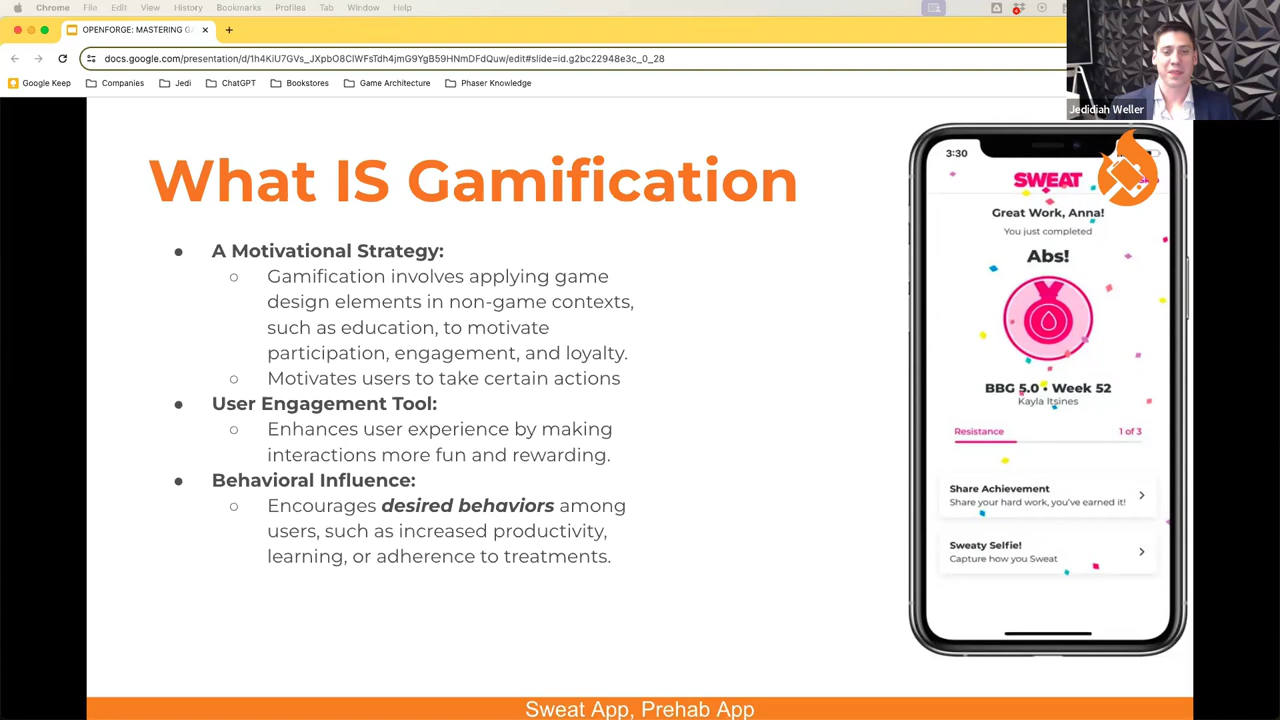 Chrome File Edit View History Bookmarks Profiles Tab Window Help
OPENFORGE: MASTERING GA
docs.google.com/presentation/d/1h4KiU7GVs_JXpbO8ClWFsTdh4jmG9YgB59HNmDFdQuw/edit#slide=id.g2bc22948e3c_0_28
Google Keep Companies Jedi ChatGPT Bookstores Game Architecture Phaser Knowledge
Jedidiah Weller
What IS Gamification
● A Motivational Strategy:
○ Gamification involves applying game
design elements in non-game contexts,
such as education, to motivate
participation, engagement, and loyalty.
○ Motivates users to take certain actions
● User Engagement Tool:
○ Enhances user experience by making
interactions more fun and rewarding.
● Behavioral Influence:
○ Encourages desired behaviors among
users, such as increased productivity,
learning, or adherence to treatments.
3:30
SWEAT
Great Work, Anna!
You just completed
Abs!
BBG 5.0 • Week 52
Kayla Itsines
Resistance 1 of 3
Share Achievement
Share your hard work, you've earned it!
Sweaty Selfie!
Capture how you Sweat
Sweat App, Prehab App